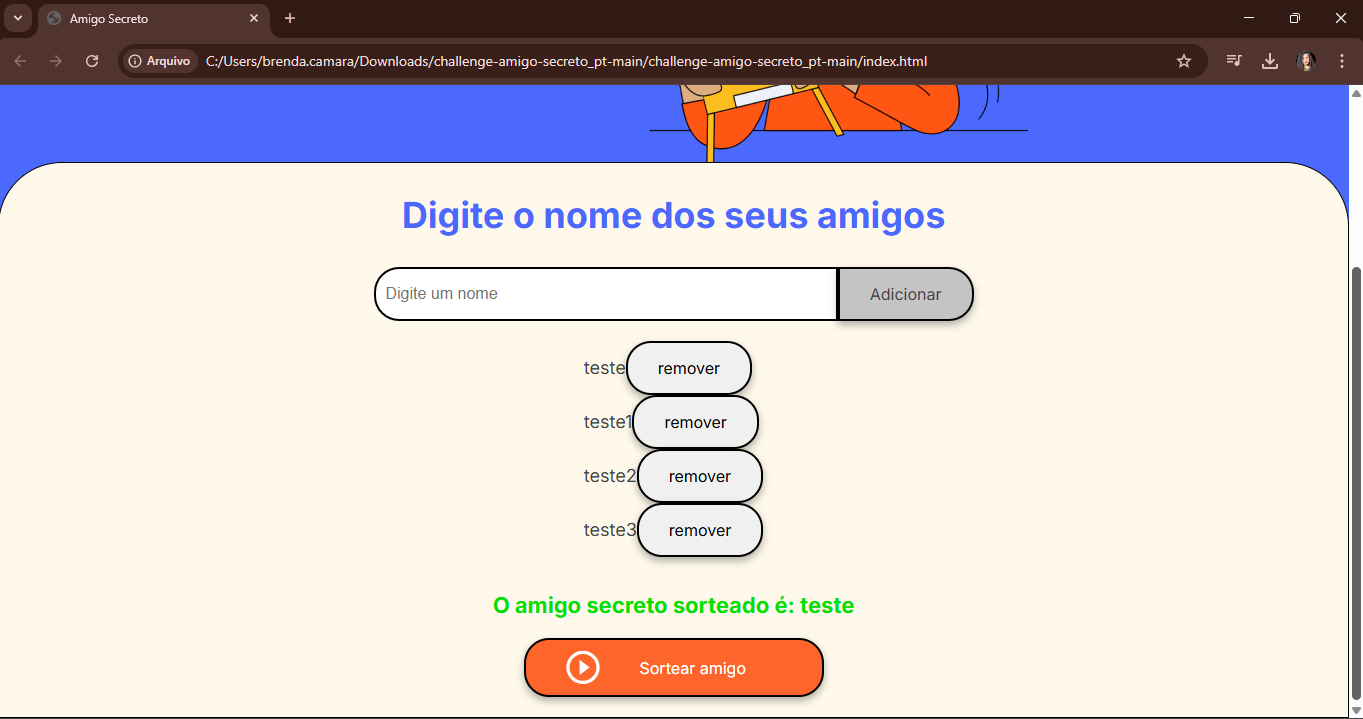 Amigo Secreto
Arquivo C:/Users/brenda.camara/Downloads/challenge-amigo-secreto_pt-main/challenge-amigo-secreto_pt-main/index.html
Digite o nome dos seus amigos
Digite um nome Adicionar
teste remover
teste1 remover
teste2 remover
teste3 remover
O amigo secreto sorteado é: teste
Sortear amigo